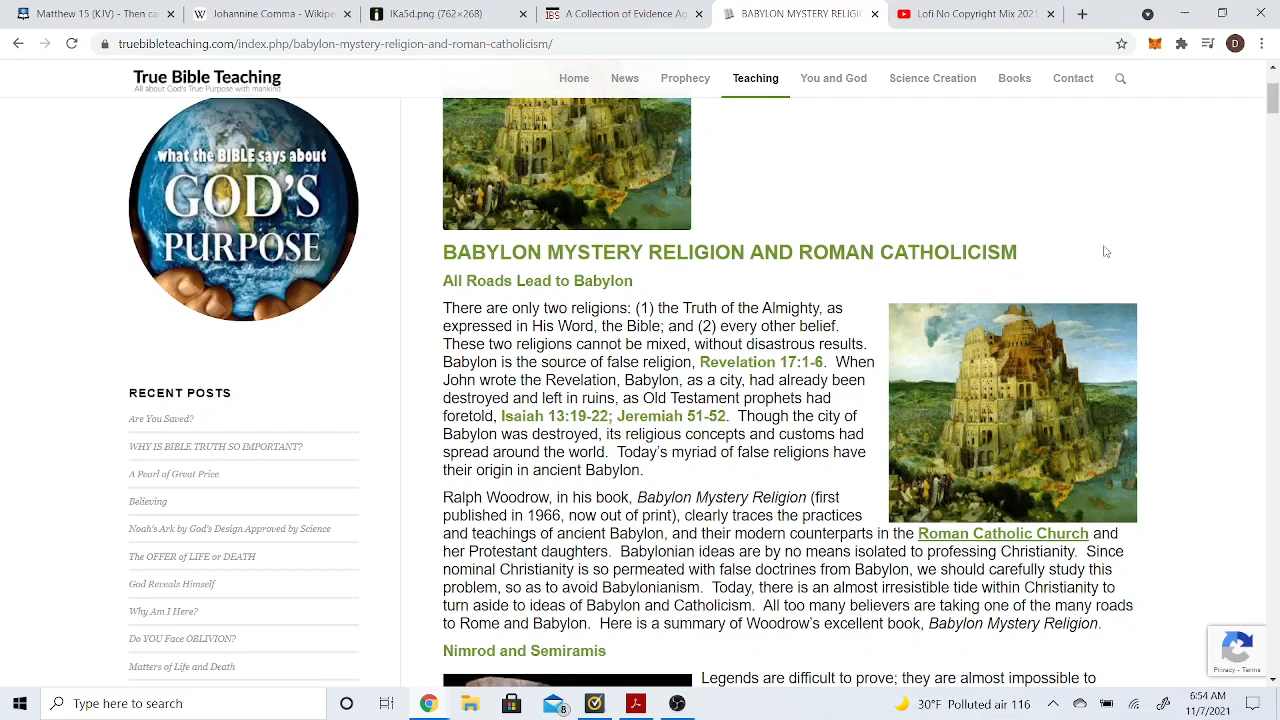 True Mason 15 (KJV)
Home | Purpose
john/kjv/10-
IKa5d.png (762×268)
IBS
IKa5d.png
BABYLON MYSTERY RELIGIO
Liquid Lofi Mix 2021
truebibleteaching.com/index.php/babylon-mystery-religion-and-roman-catholicism/
D
True Bible Teaching
All about God's True Purpose with mankind
Home News Prophecy Teaching You and God Science Creation Books Contact
what the BIBLE says about
GOD'S
PURPOSE
RECENT POSTS
Are You Saved?
WHY IS BIBLE TRUTH SO IMPORTANT?
A Pearl of Great Price
Believing
Noah's Ark by God's Design Approved by Science
The OFFER of LIFE or DEATH
God Reveals Himself
Why Am I Here?
Do YOU Face OBLIVION?
Matters of Life and Death
BABYLON MYSTERY RELIGION AND ROMAN CATHOLICISM
All Roads Lead to Babylon
There are only two religions: (1) the Truth of the Almighty, as
expressed in His Word, the Bible; and (2) every other belief.
These two religions cannot be mixed, without disastrous results.
Babylon is the source of false religion, Revelation 17:1-6. When
John wrote the Revelation, Babylon, as a city, had already been
destroyed and left in ruins, as Old Testament prophets had
foretold, Isaiah 13:19-22; Jeremiah 51-52. Though the city of
Babylon was destroyed, its religious concepts and customs had
spread around the world. Today's myriad of false religions have
their origin in ancient Babylon.
Ralph Woodrow, in his book, Babylon Mystery Religion (first
published in 1966, now out of print), clearly traces the practices
and teachings of ancient Babylon, and their modern counterparts in the Roman Catholic Church and
her Protestant daughters. Babylonian ideas are by no means isolated to professing Christianity. Since
nominal Christianity is so permeated with false doctrines from Babylon, we should carefully study this
problem, so as to avoid Babylonianism. Today, there is an almost irresistible tide within Christianity to
turn aside to ideas of Babylon and Catholicism. All too many believers are taking one of the many roads
to Rome and Babylon. Here is a summary of Woodrow's excellent book, Babylon Mystery Religion.
Nimrod and Semiramis
Legends are difficult to prove; they are almost impossible to
Privacy - Terms
Type here to search
8
30°F Polluted air 116
6:54 AM
11/7/2021